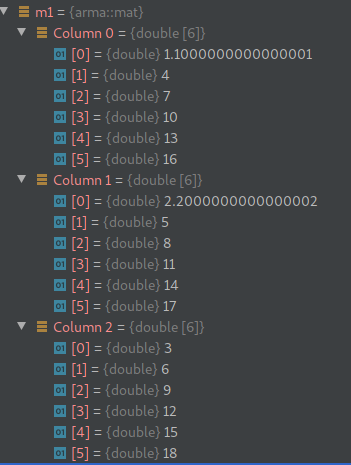 m1 = {arma::mat}
Column 0 = {double [6]}
01 [0] = {double} 1.1000000000000001
01 [1] = {double} 4
01 [2] = {double} 7
01 [3] = {double} 10
01 [4] = {double} 13
01 [5] = {double} 16
Column 1 = {double [6]}
01 [0] = {double} 2.2000000000000002
01 [1] = {double} 5
01 [2] = {double} 8
01 [3] = {double} 11
01 [4] = {double} 14
01 [5] = {double} 17
Column 2 = {double [6]}
01 [0] = {double} 3
01 [1] = {double} 6
01 [2] = {double} 9
01 [3] = {double} 12
01 [4] = {double} 15
01 [5] = {double} 18